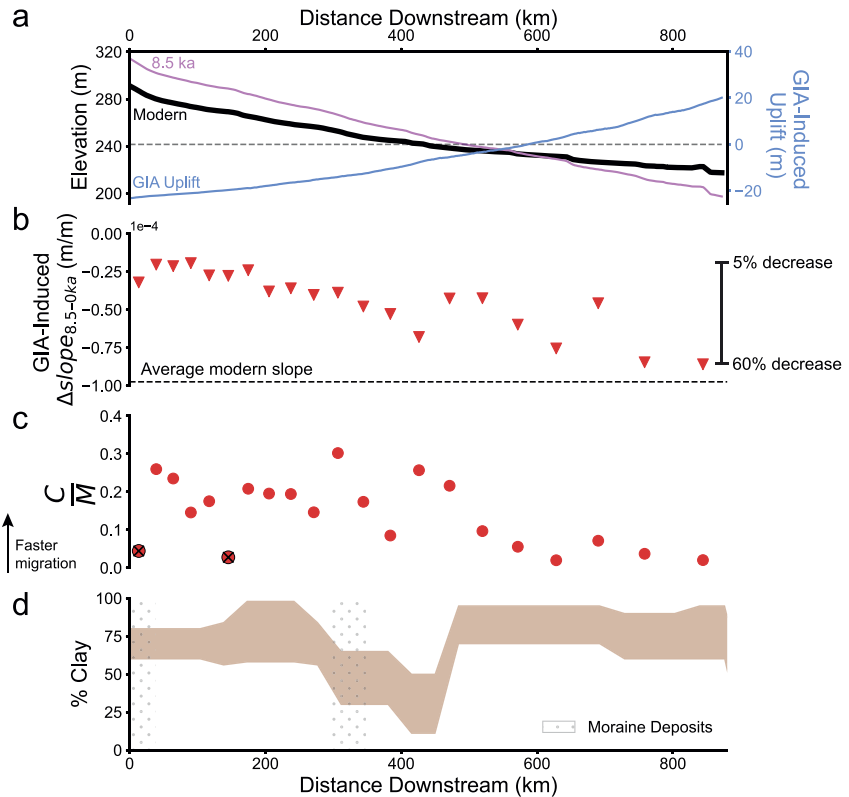 a
Distance Downstream (km)
0 200 400 600 800
320
280
240
200
Elevation (m)
8.5 ka
Modern
GIA Uplift
40
20
0
−20
GIA-Induced
Uplift (m)
b
1e−4
0.00
−0.25
−0.50
−0.75
−1.00
GIA-Induced
Δslope8.5−0ka (m/m)
5% decrease
60% decrease
Average modern slope
c
0.4
0.3
0.2
0.1
0.0
C
M
Faster
migration
d
100
75
50
25
0
% Clay
Moraine Deposits
0 200 400 600 800
Distance Downstream (km)